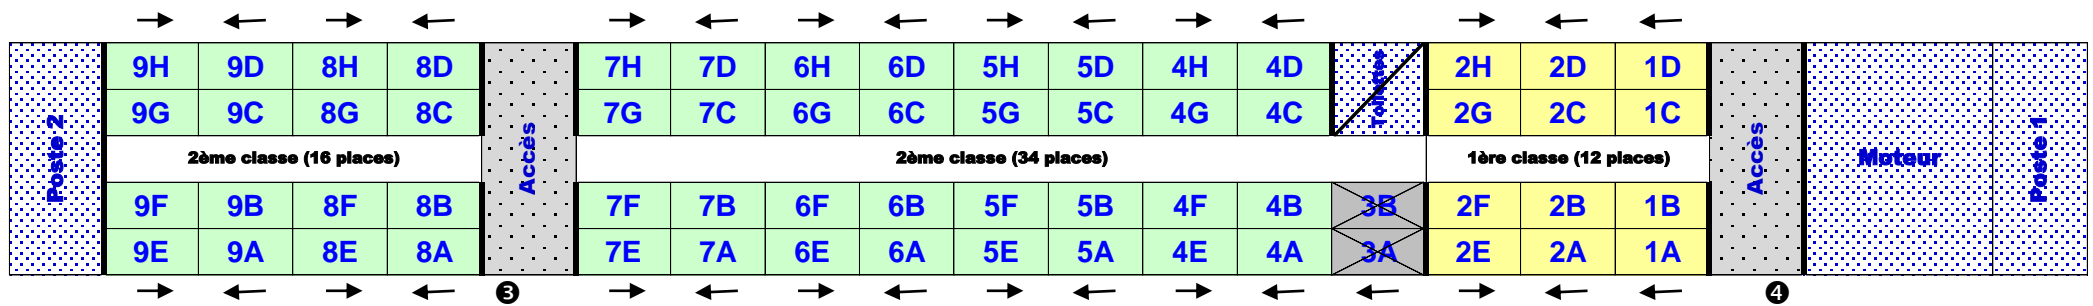 9H 9D 8H 8D 7H 7D 6H 6D 5H 5D 4H 4D 2H 2D 1D
9G 9C 8G 8C 7G 7C 6G 6C 5G 5C 4G 4C Toilettes 2G 2C 1C
Poste 2 2ème classe (16 places) Accès 2ème classe (34 places) 1ère classe (12 places) Accès Moteur Poste 1
9F 9B 8F 8B 7F 7B 6F 6B 5F 5B 4F 4B 3B 2F 2B 1B
9E 9A 8E 8A 7E 7A 6E 6A 5E 5A 4E 4A 3A 2E 2A 1A
❸ ❹